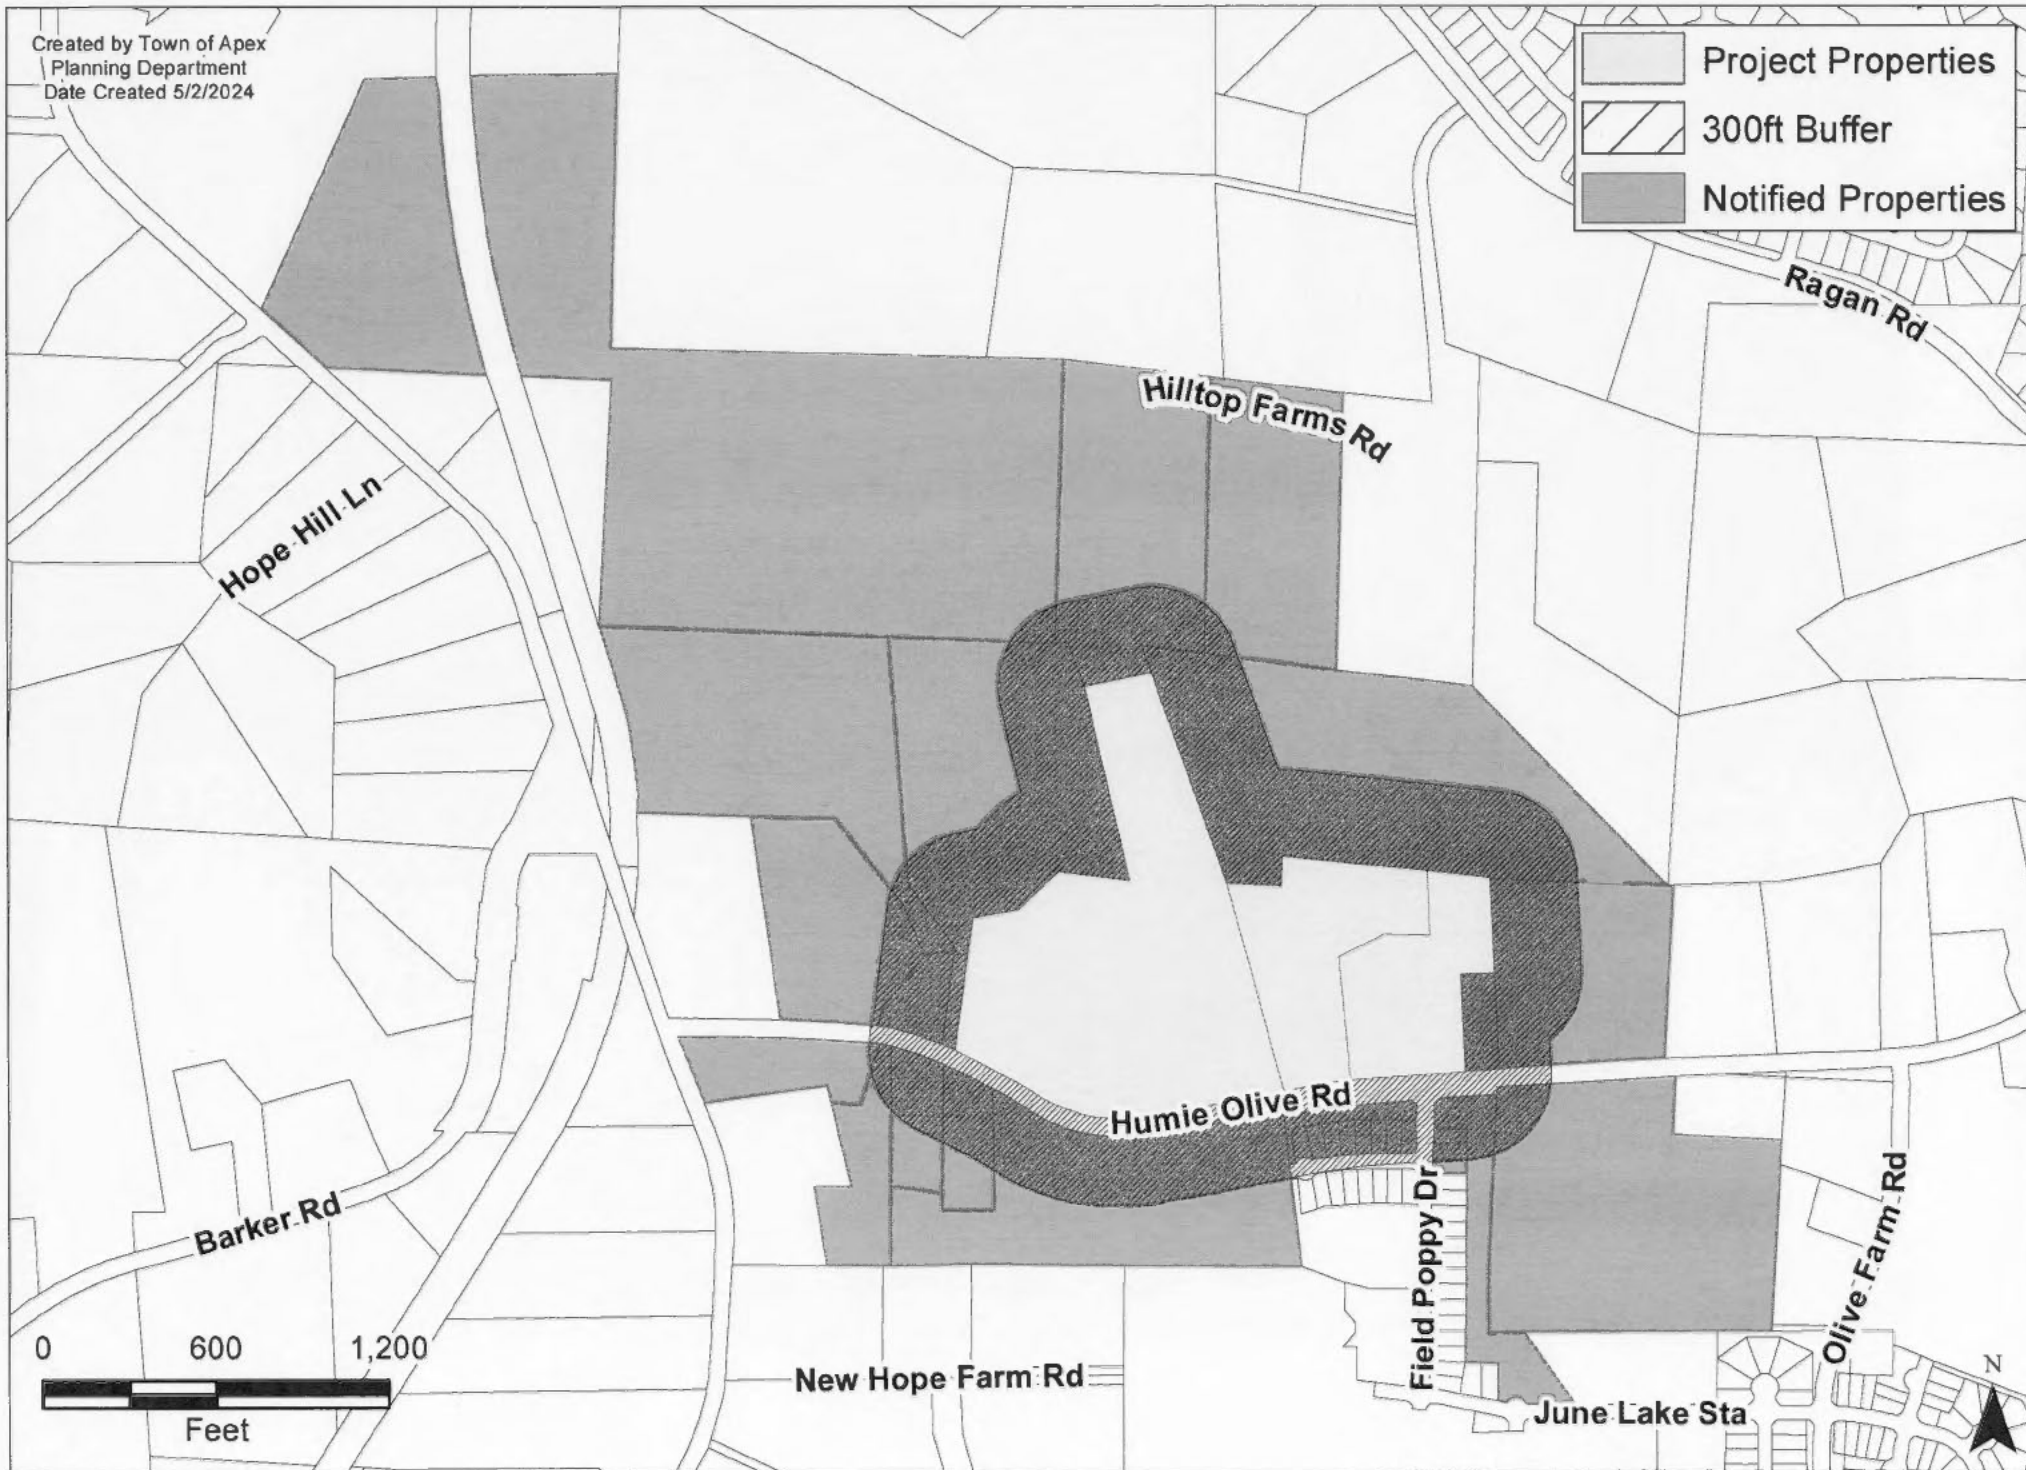 Created by Town of Apex
Planning Department
Date Created 5/2/2024
Project Properties
300ft Buffer
Notified Properties
Ragan Rd
Hilltop Farms Rd
Hope Hill Ln
Humie Olive Rd
Field Poppy Dr
Olive Farm Rd
Barker Rd
0 600 1,200
Feet
New Hope Farm Rd
June Lake Sta
N